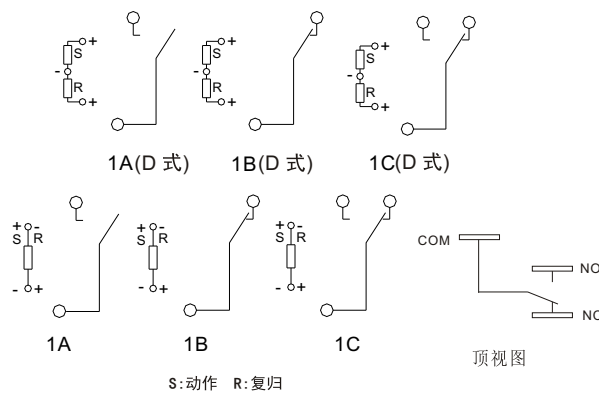 + S - R +
+ S - R +
+ S - R +
1A(D 式) 1B(D 式) 1C(D 式)
+ - S R - +
+ - S R - +
+ - S R - +
COM
NO
NC
1A 1B 1C
顶视图
S:动作 R:复归